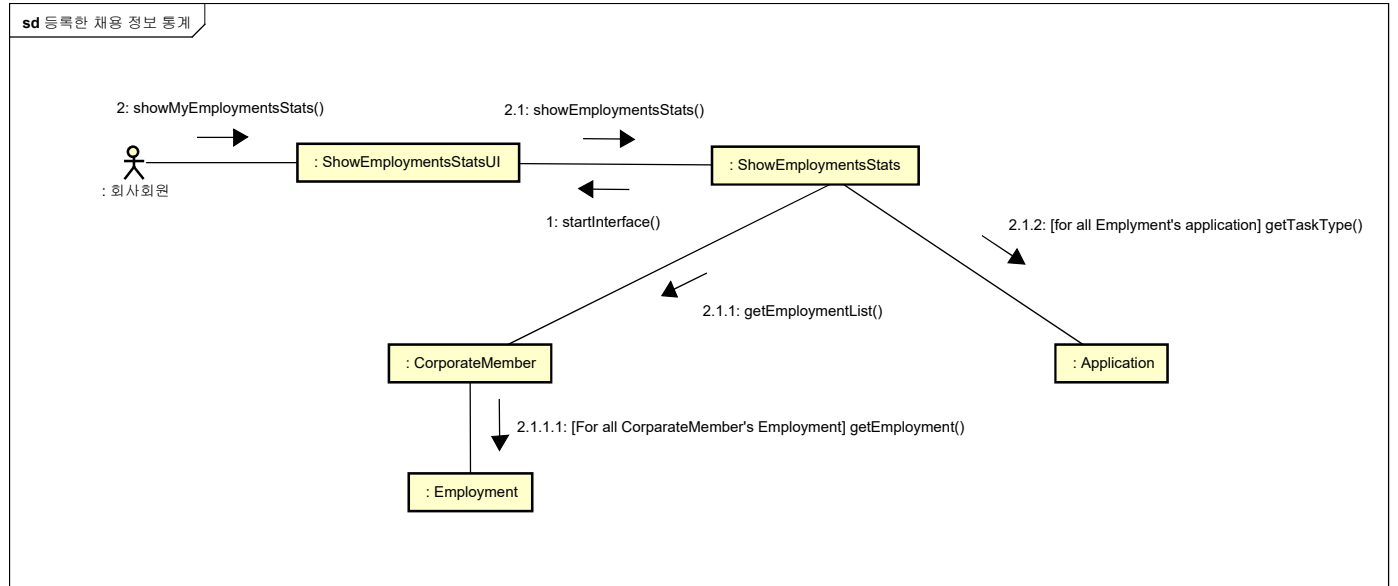 sd 등록한 채용 정보 통계
2: showMyEmploymentsStats()
2.1: showEmploymentsStats()
: ShowEmploymentsStatsUI
: ShowEmploymentsStats
: 회사회원
1: startInterface()
2.1.2: [for all Emplyment's application] getTaskType()
2.1.1: getEmploymentList()
: CorporateMember
: Application
2.1.1.1: [For all CorparateMember's Employment] getEmployment()
: Employment